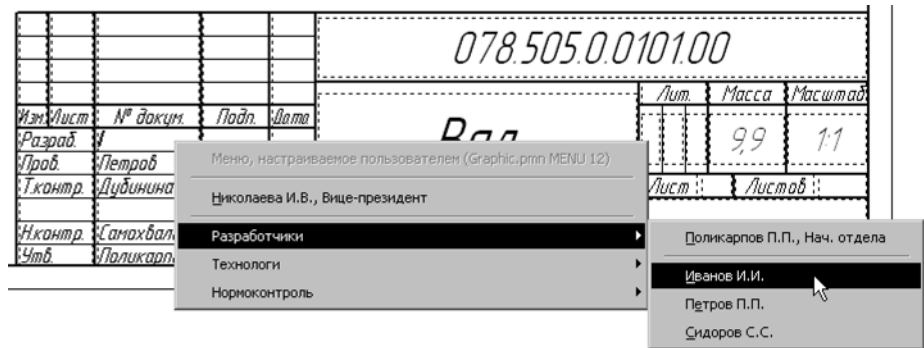 078.505.0.0101.00
Лит. Масса Масштаб
Изм. Лист № докум. Подп. Дата
Вал
9,9 1:1
Разраб.
Пров. Петров
Т.контр. Дубинина
Лист Листов
Н.контр. Самохвал
Утв. Поликарп
Меню, настраиваемое пользователем (Graphic.pmn MENU 12)
Николаева И.В., Вице-президент
Разработчики
Технологи
Нормоконтроль
Поликарпов П.П., Нач. отдела
Иванов И.И.
Петров П.П.
Сидоров С.С.